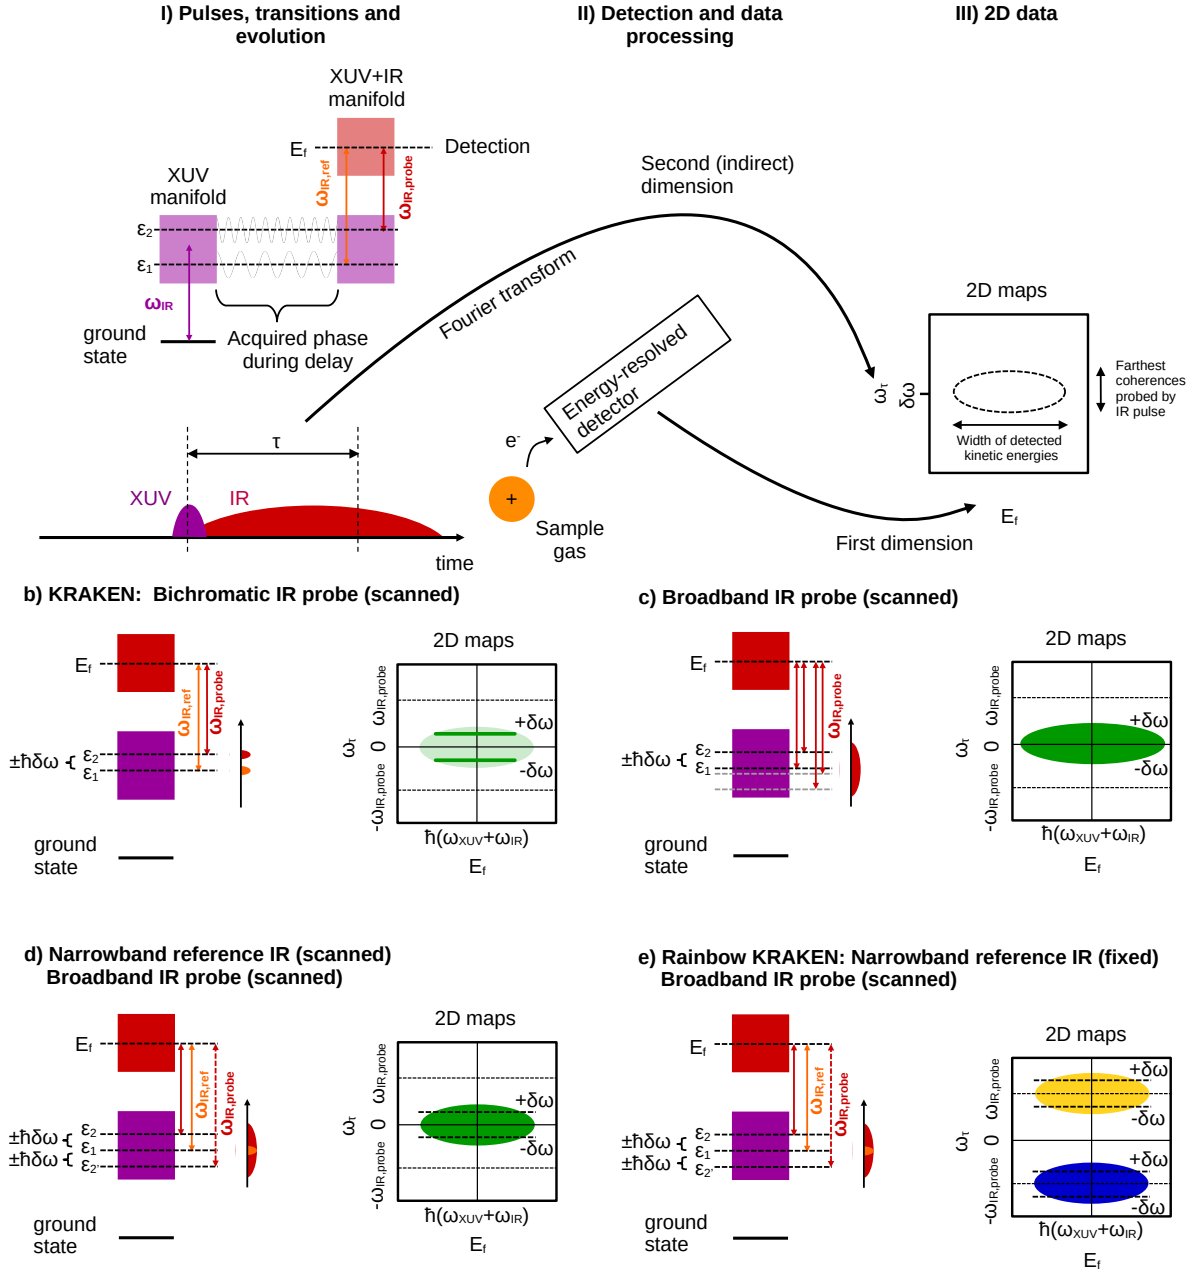 I) Pulses, transitions and
evolution
II) Detection and data
processing
III) 2D data
XUV+IR
manifold
Ef
Detection
XUV
manifold
ωIR,ref
ωIR,probe
ε2
ε1
ωIR
ground
state
Acquired phase
during delay
Second (indirect)
dimension
Fourier transform
Energy-resolved
detector
2D maps
ωτ
δω
Farthest
coherences
probed by
IR pulse
Width of detected
kinetic energies
τ
XUV
IR
time
e-
+
Sample
gas
First dimension
Ef
b) KRAKEN: Bichromatic IR probe (scanned)
Ef
ωIR,ref
ωIR,probe
±ħδω
ε2
ε1
ground
state
2D maps
ωτ
ωIR,probe
0
-ωIR,probe
+δω
-δω
ħ(ωXUV+ωIR)
Ef
c) Broadband IR probe (scanned)
Ef
ωIR,probe
±ħδω
ε2
ε1
ground
state
2D maps
ωτ
ωIR,probe
0
-ωIR,probe
+δω
-δω
ħ(ωXUV+ωIR)
Ef
d) Narrowband reference IR (scanned)
Broadband IR probe (scanned)
Ef
ωIR,ref
ωIR,probe
±ħδω
±ħδω
ε2
ε1
ε2'
ground
state
2D maps
ωτ
ωIR,probe
0
-ωIR,probe
+δω
-δω
ħ(ωXUV+ωIR)
Ef
e) Rainbow KRAKEN: Narrowband reference IR (fixed)
Broadband IR probe (scanned)
Ef
ωIR,ref
ωIR,probe
±ħδω
±ħδω
ε2
ε1
ε2'
ground
state
2D maps
ωτ
ωIR,probe
0
-ωIR,probe
+δω
-δω
+δω
-δω
ħ(ωXUV+ωIR)
Ef